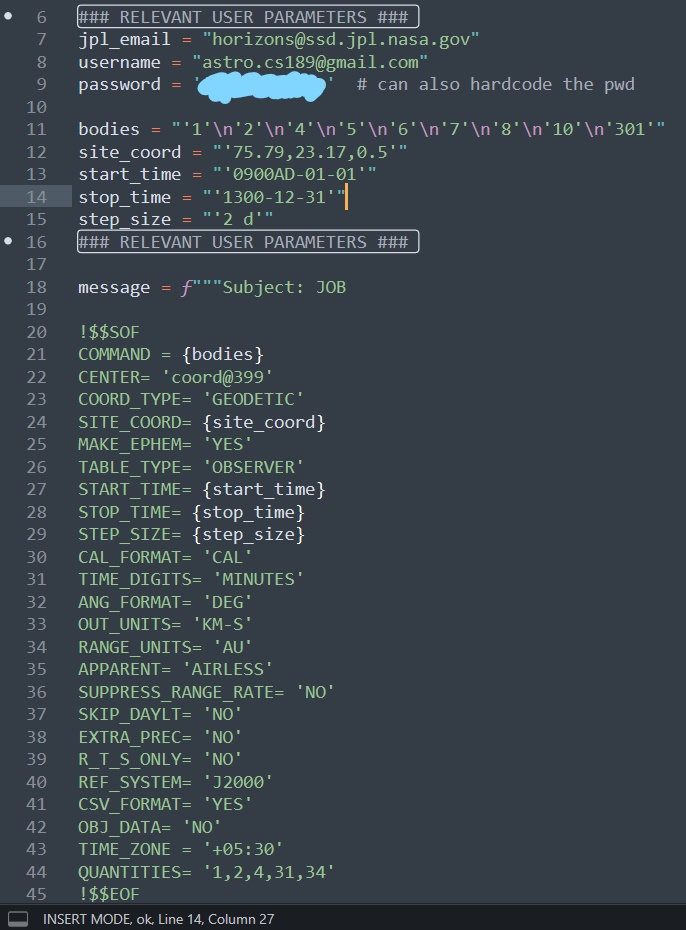 6 ### RELEVANT USER PARAMETERS ###
7 jpl_email = "horizons@ssd.jpl.nasa.gov"
8 username = "astro.cs189@gmail.com"
9 password = ' ' # can also hardcode the pwd
10
11 bodies = "'1'\n'2'\n'4'\n'5'\n'6'\n'7'\n'8'\n'10'\n'301'"
12 site_coord = "'75.79,23.17,0.5'"
13 start_time = "'0900AD-01-01'"
14 stop_time = "'1300-12-31'"
15 step_size = "'2 d'"
16 ### RELEVANT USER PARAMETERS ###
17
18 message = f"""Subject: JOB
19
20 !$$SOF
21 COMMAND = {bodies}
22 CENTER= 'coord@399'
23 COORD_TYPE= 'GEODETIC'
24 SITE_COORD= {site_coord}
25 MAKE_EPHEM= 'YES'
26 TABLE_TYPE= 'OBSERVER'
27 START_TIME= {start_time}
28 STOP_TIME= {stop_time}
29 STEP_SIZE= {step_size}
30 CAL_FORMAT= 'CAL'
31 TIME_DIGITS= 'MINUTES'
32 ANG_FORMAT= 'DEG'
33 OUT_UNITS= 'KM-S'
34 RANGE_UNITS= 'AU'
35 APPARENT= 'AIRLESS'
36 SUPPRESS_RANGE_RATE= 'NO'
37 SKIP_DAYLT= 'NO'
38 EXTRA_PREC= 'NO'
39 R_T_S_ONLY= 'NO'
40 REF_SYSTEM= 'J2000'
41 CSV_FORMAT= 'YES'
42 OBJ_DATA= 'NO'
43 TIME_ZONE = '+05:30'
44 QUANTITIES= '1,2,4,31,34'
45 !$$EOF
INSERT MODE, ok, Line 14, Column 27